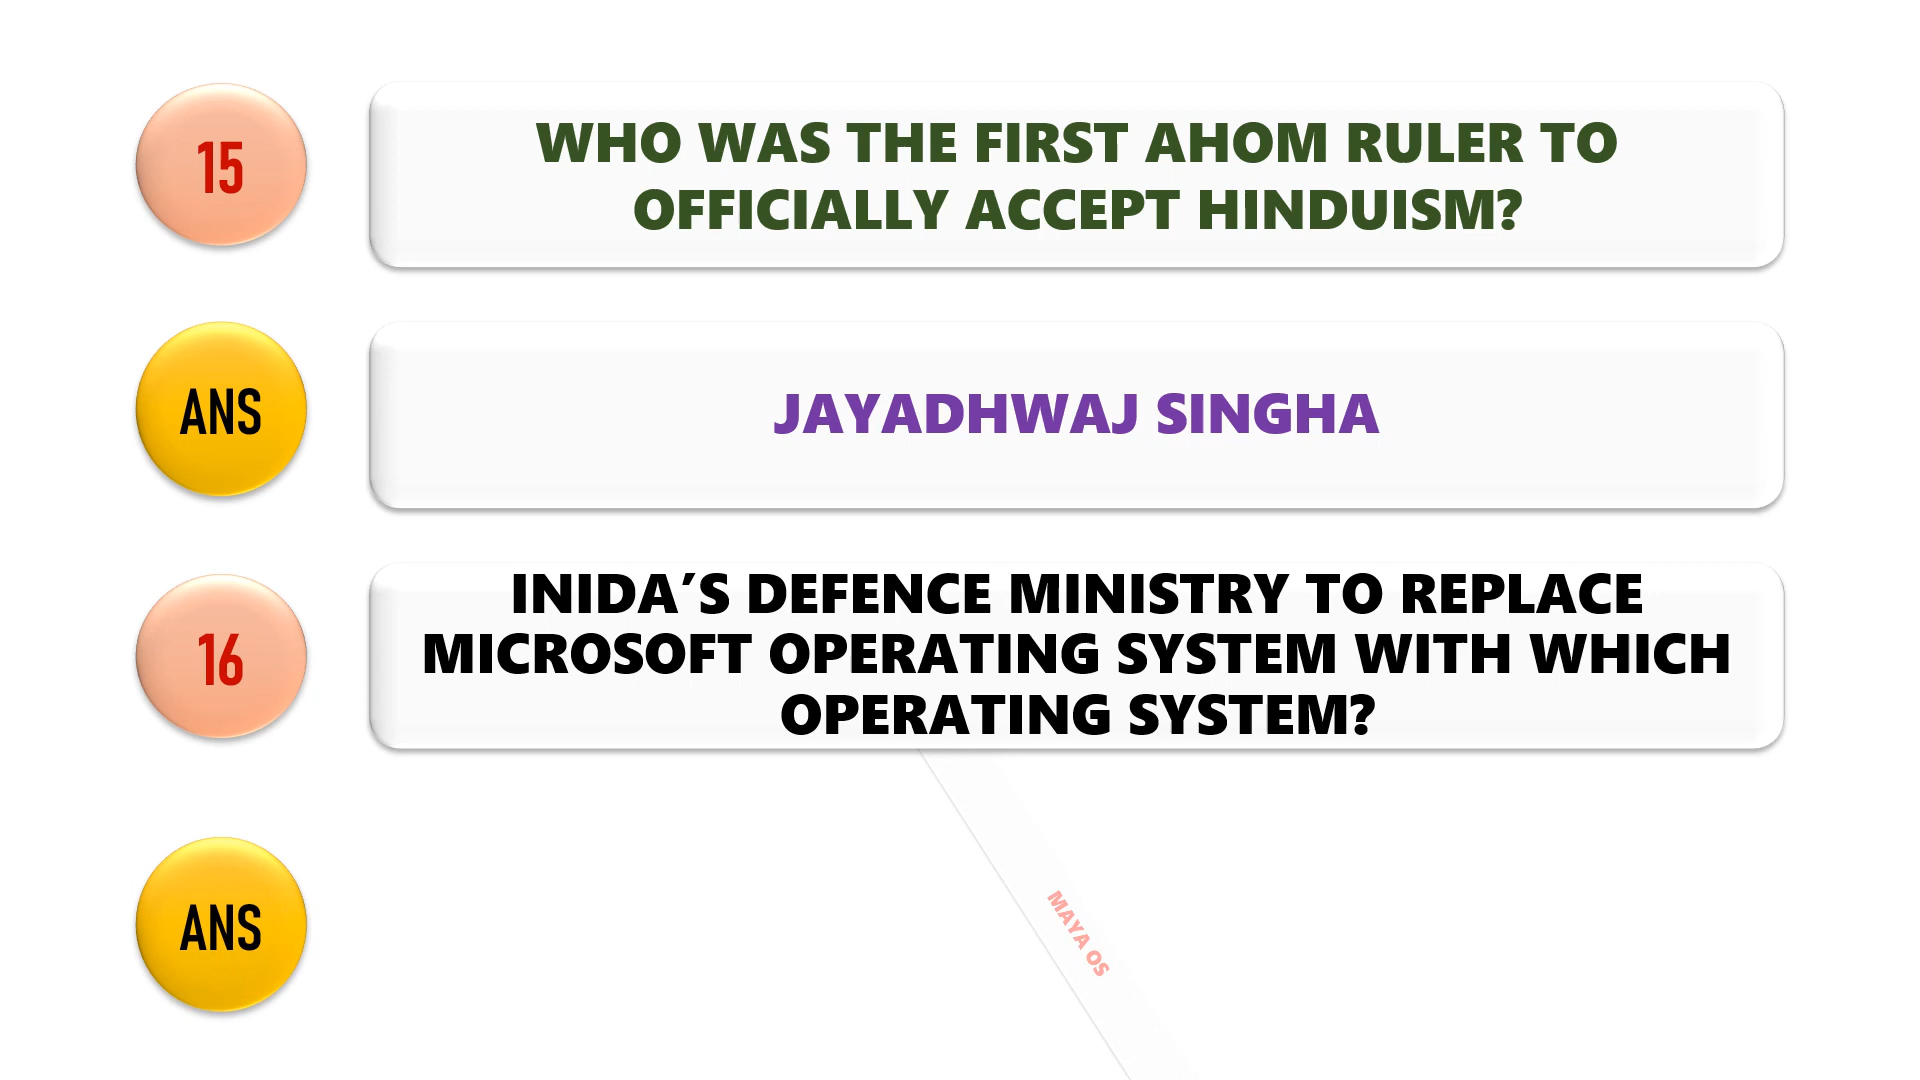 15
WHO WAS THE FIRST AHOM RULER TO
OFFICIALLY ACCEPT HINDUISM?
ANS
JAYADHWAJ SINGHA
16
INIDA’S DEFENCE MINISTRY TO REPLACE
MICROSOFT OPERATING SYSTEM WITH WHICH
OPERATING SYSTEM?
ANS
MAYA OS